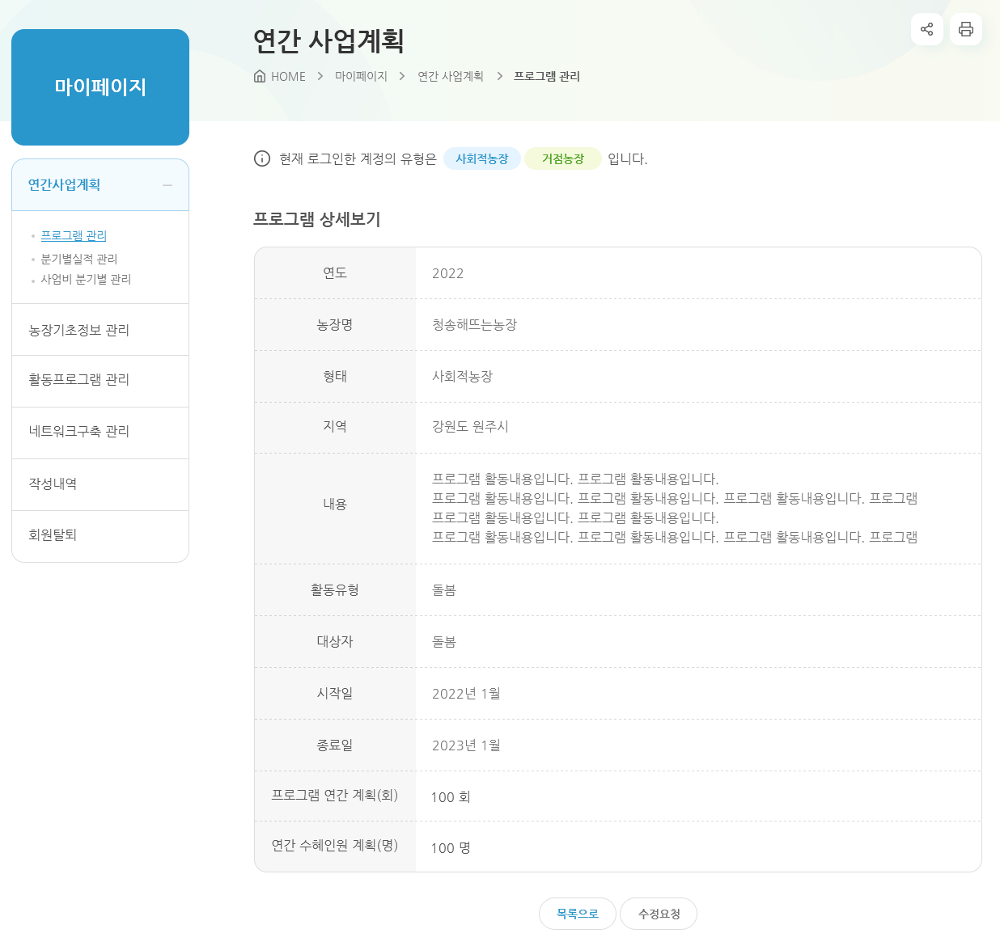 마이페이지
연간사업계획
프로그램 관리
분기별실적 관리
사업비 분기별 관리
농장기초정보 관리
활동프로그램 관리
네트워크구축 관리
작성내역
회원탈퇴
연간 사업계획
HOME 마이페이지 연간 사업계획 프로그램 관리
현재 로그인한 계정의 유형은 사회적농장 거점농장 입니다.
프로그램 상세보기
연도 2022
농장명 청송해뜨는농장
형태 사회적농장
지역 강원도 원주시
내용
프로그램 활동내용입니다. 프로그램 활동내용입니다.
프로그램 활동내용입니다. 프로그램 활동내용입니다. 프로그램 활동내용입니다. 프로그램
프로그램 활동내용입니다. 프로그램 활동내용입니다.
프로그램 활동내용입니다. 프로그램 활동내용입니다. 프로그램 활동내용입니다. 프로그램
활동유형 돌봄
대상자 돌봄
시작일 2022년 1월
종료일 2023년 1월
프로그램 연간 계획(회) 100 회
연간 수혜인원 계획(명) 100 명
목록으로 수정요청